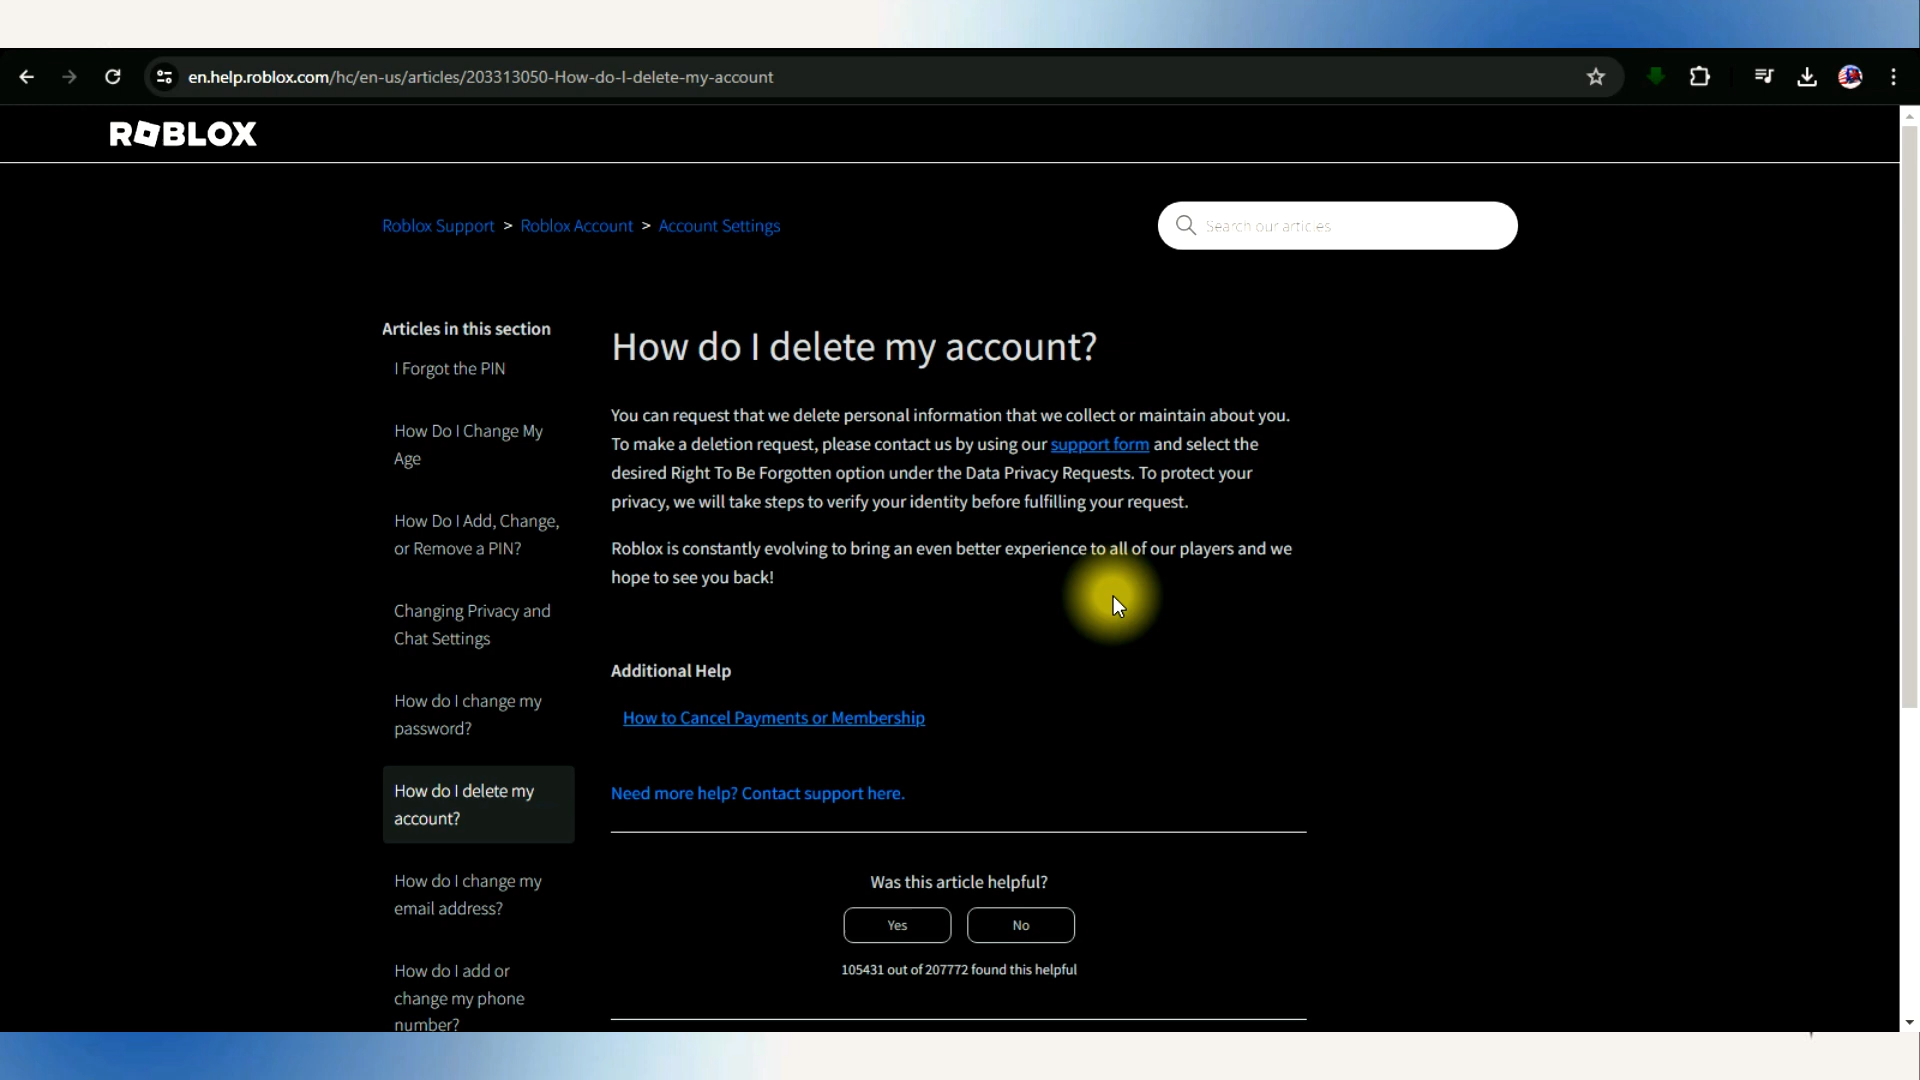 en.help.roblox.com/hc/en-us/articles/203313050-How-do-I-delete-my-account
ROBLOX
Roblox Support > Roblox Account > Account Settings
Search our articles
Articles in this section
I Forgot the PIN
How Do I Change My
Age
How Do I Add, Change,
or Remove a PIN?
Changing Privacy and
Chat Settings
How do I change my
password?
How do I delete my
account?
How do I change my
email address?
How do I add or
change my phone
number?
How do I delete my account?
You can request that we delete personal information that we collect or maintain about you.
To make a deletion request, please contact us by using our support form and select the
desired Right To Be Forgotten option under the Data Privacy Requests. To protect your
privacy, we will take steps to verify your identity before fulfilling your request.
Roblox is constantly evolving to bring an even better experience to all of our players and we
hope to see you back!
Additional Help
How to Cancel Payments or Membership
Need more help? Contact support here.
Was this article helpful?
Yes
No
105431 out of 207772 found this helpful